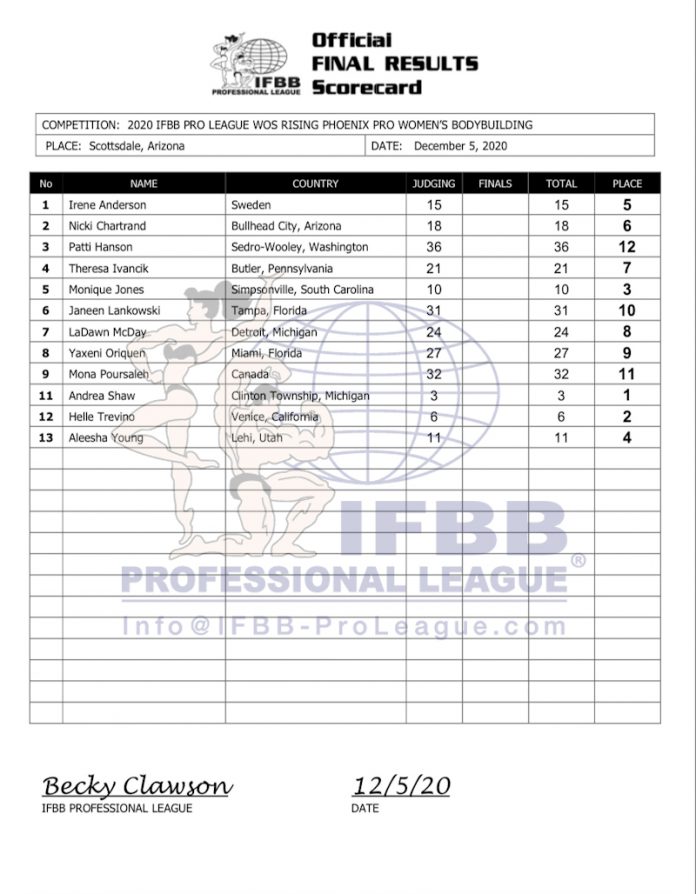 Official
FINAL RESULTS
Scorecard
IFBB
PROFESSIONAL LEAGUE
COMPETITION: 2020 IFBB PRO LEAGUE WOS RISING PHOENIX PRO WOMEN'S BODYBUILDING
PLACE: Scottsdale, Arizona DATE: December 5, 2020
No NAME COUNTRY JUDGING FINALS TOTAL PLACE
1 Irene Anderson Sweden 15 15 5
2 Nicki Chartrand Bullhead City, Arizona 18 18 6
3 Patti Hanson Sedro-Wooley, Washington 36 36 12
4 Theresa Ivancik Butler, Pennsylvania 21 21 7
5 Monique Jones Simpsonville, South Carolina 10 10 3
6 Janeen Lankowski Tampa, Florida 31 31 10
7 LaDawn McDay Detroit, Michigan 24 24 8
8 Yaxeni Oriquen Miami, Florida 27 27 9
9 Mona Poursaleh Canada 32 32 11
11 Andrea Shaw Clinton Township, Michigan 3 3 1
12 Helle Trevino Venice, California 6 6 2
13 Aleesha Young Lehi, Utah 11 11 4
IFBB
PROFESSIONAL LEAGUE®
Info@IFBB-ProLeague.com
Becky Clawson 12/5/20
IFBB PROFESSIONAL LEAGUE DATE